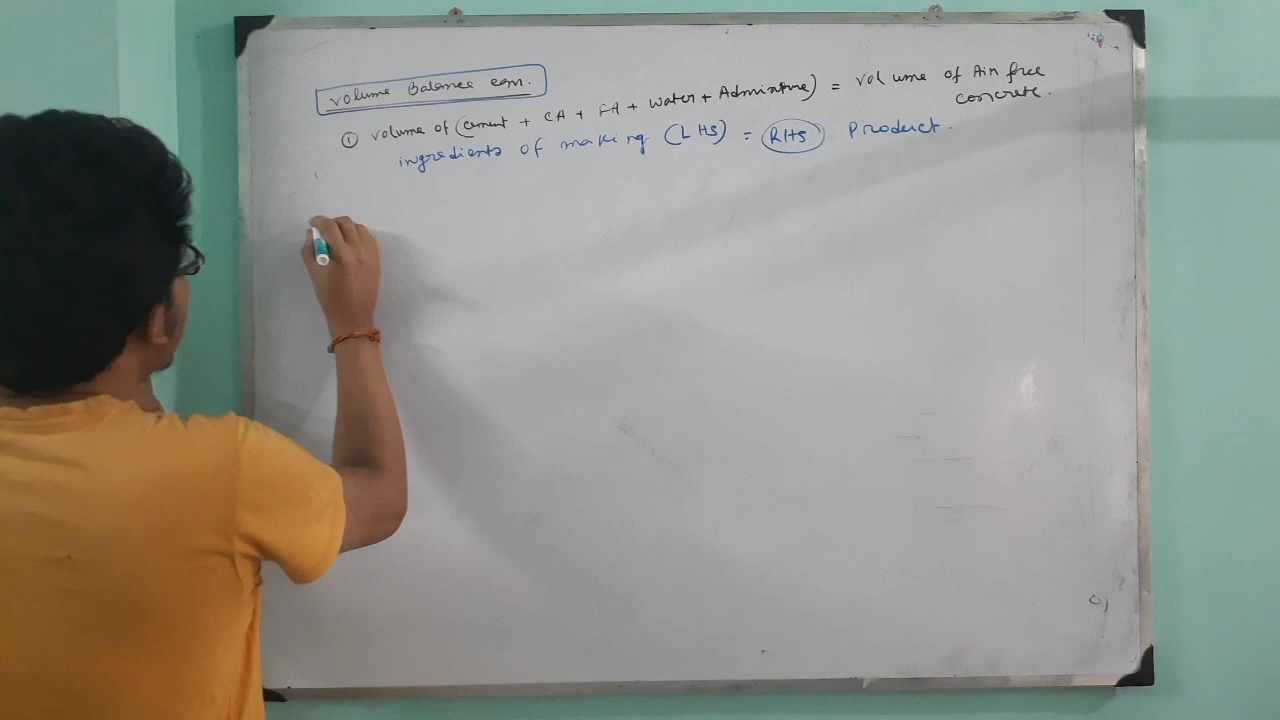 Volume Balance eqn.
① volume of (cement + CA + FA + water + Admixture) = volume of Air free
concrete.
ingredients of making (LHS) = RHS Product.